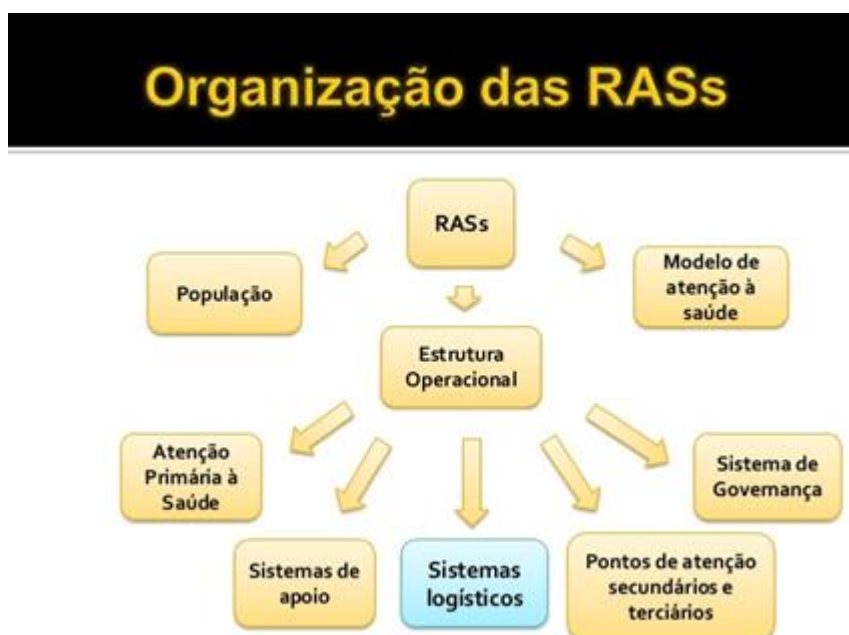 Organização das RASs
RASs
População
Modelo de
atenção à
saúde
Estrutura
Operacional
Atenção
Primária à
Saúde
Sistema de
Governança
Sistemas de
apoio
Sistemas
logísticos
Pontos de atenção
secundários e
terciários